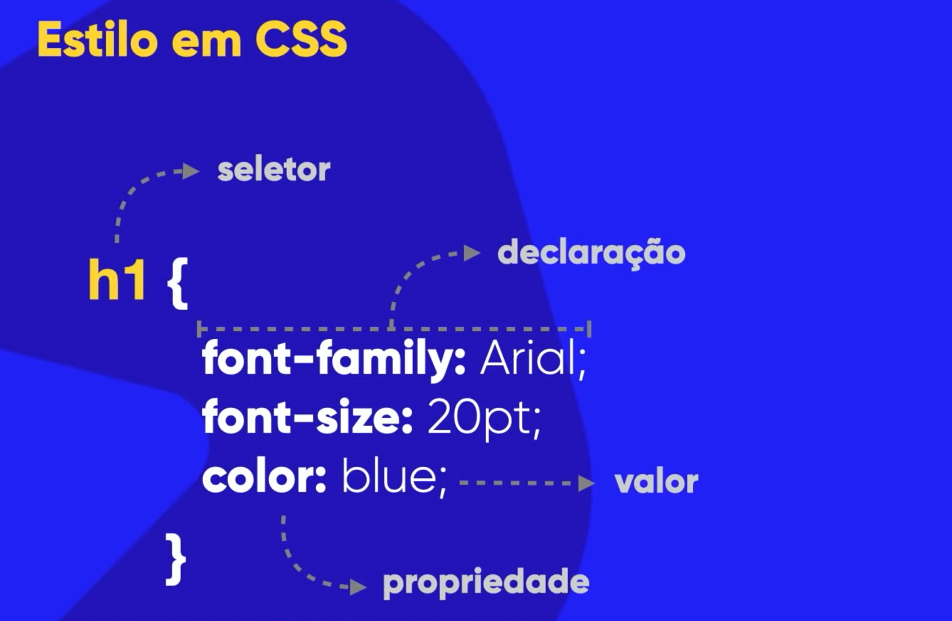 Estilo em CSS
seletor
declaração
h1 {
font-family: Arial;
font-size: 20pt;
color: blue;
valor
}
propriedade